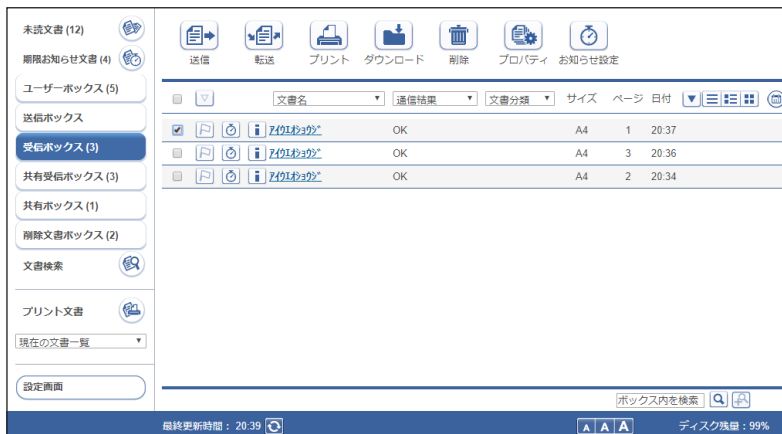 未読文書 (12)
期限お知らせ文書 (4)
ユーザーボックス (5)
送信ボックス
受信ボックス (3)
共有受信ボックス (3)
共有ボックス (1)
削除文書ボックス (2)
文書検索
プリント文書
現在の文書一覧
設定画面
送信 転送 プリント ダウンロード 削除 プロパティ お知らせ設定
文書名 通信結果 文書分類 サイズ ページ 日付
ｱｲｳｴｵｼｮｳｼﾞ OK A4 1 20:37
ｱｲｳｴｵｼｮｳｼﾞ OK A4 3 20:36
ｱｲｳｴｵｼｮｳｼﾞ OK A4 2 20:34
ボックス内を検索
最終更新時間： 20:39 A A A ディスク残量：99%